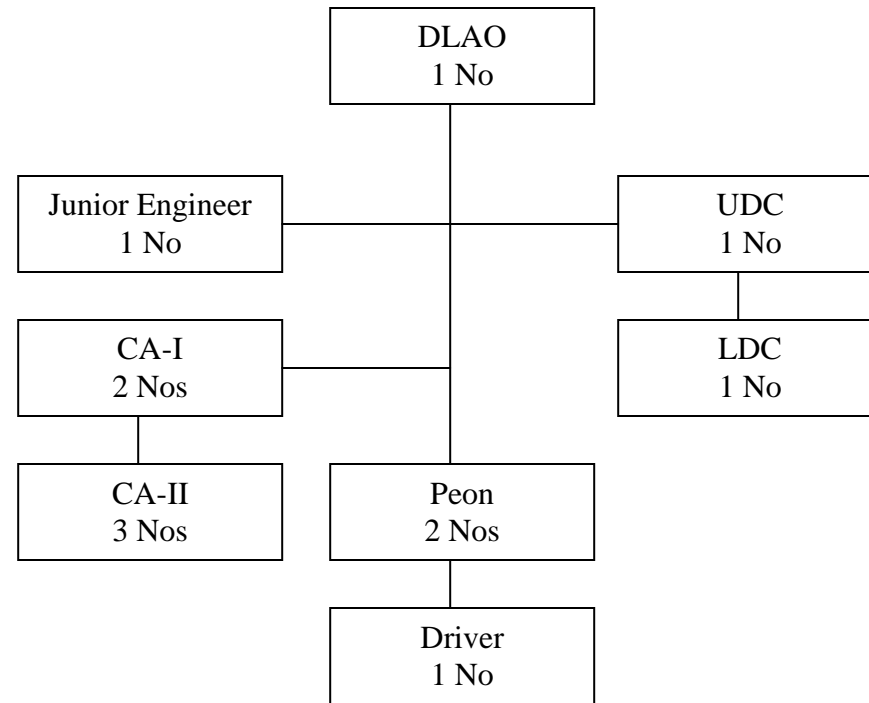 DLAO
1 No
Junior Engineer
1 No
UDC
1 No
CA-I
2 Nos
LDC
1 No
CA-II
3 Nos
Peon
2 Nos
Driver
1 No